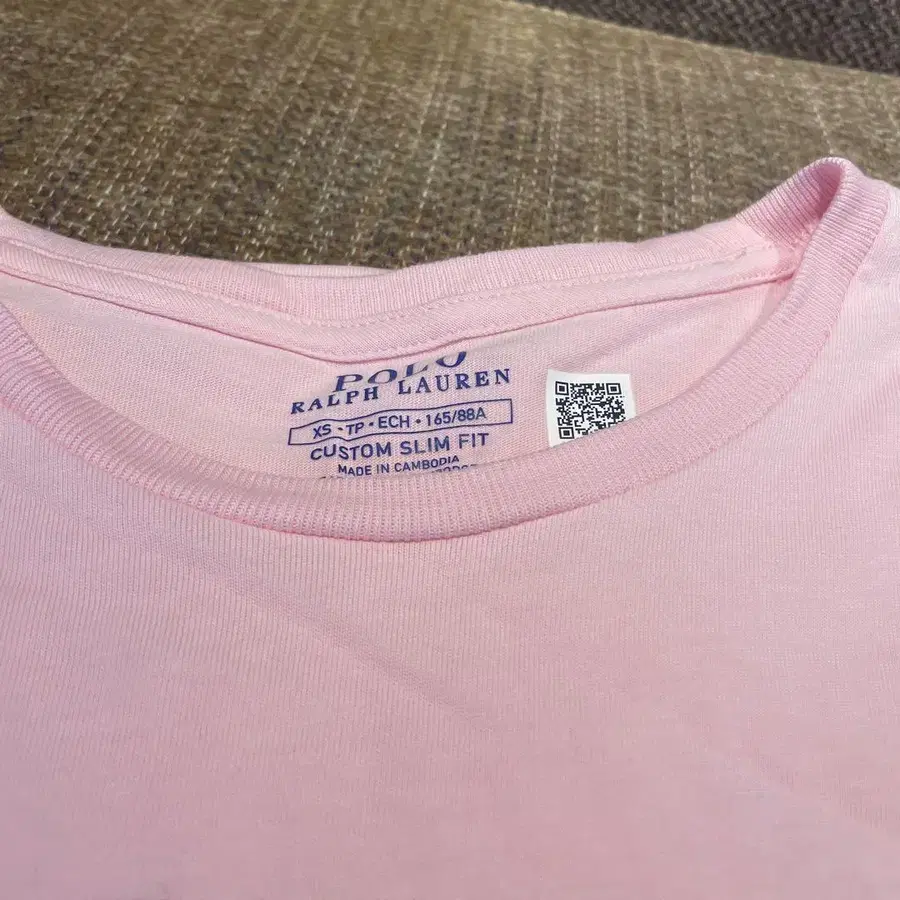 POLO
RALPH LAUREN
XS • TP • ECH • 165/88A
CUSTOM SLIM FIT
MADE IN CAMBODIA